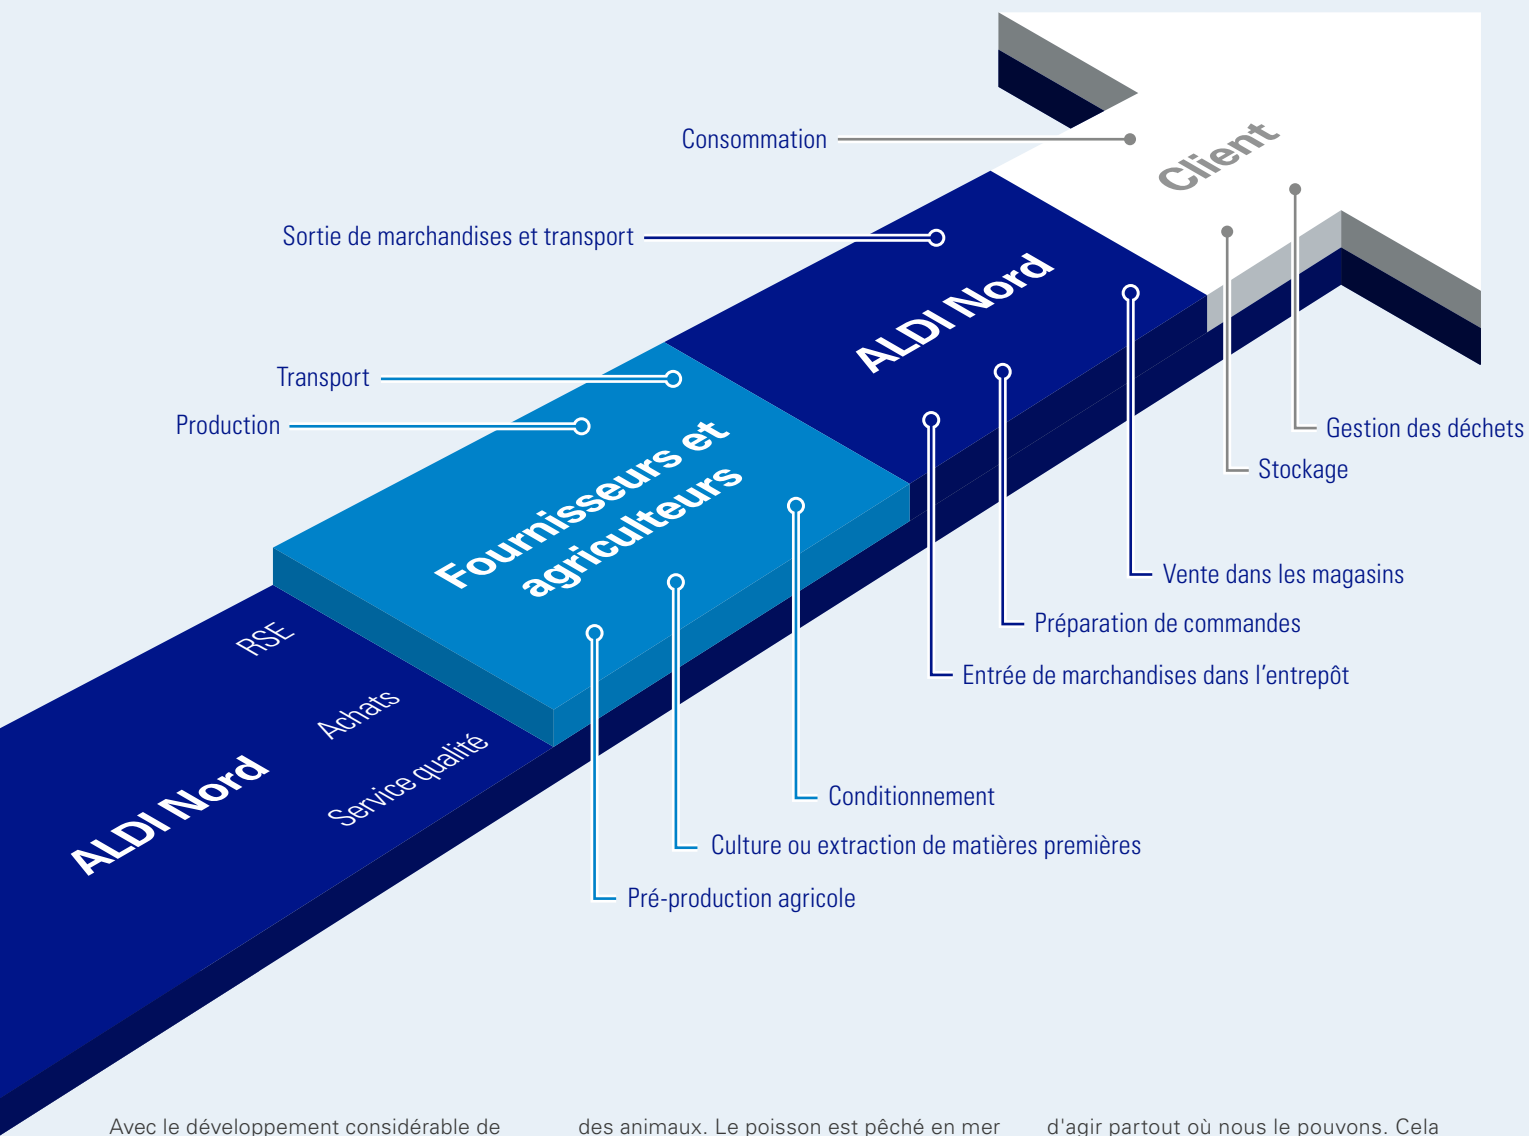 Consommation
Client
Sortie de marchandises et transport
ALDI Nord
Transport
Production
Fournisseurs et
agriculteurs
Gestion des déchets
Stockage
Vente dans les magasins
Préparation de commandes
Entrée de marchandises dans l'entrepôt
RSE
Achats
Service qualité
ALDI Nord
Conditionnement
Culture ou extraction de matières premières
Pré-production agricole
Avec le développement considérable de
des animaux. Le poisson est pêché en mer
d'agir partout où nous le pouvons. Cela